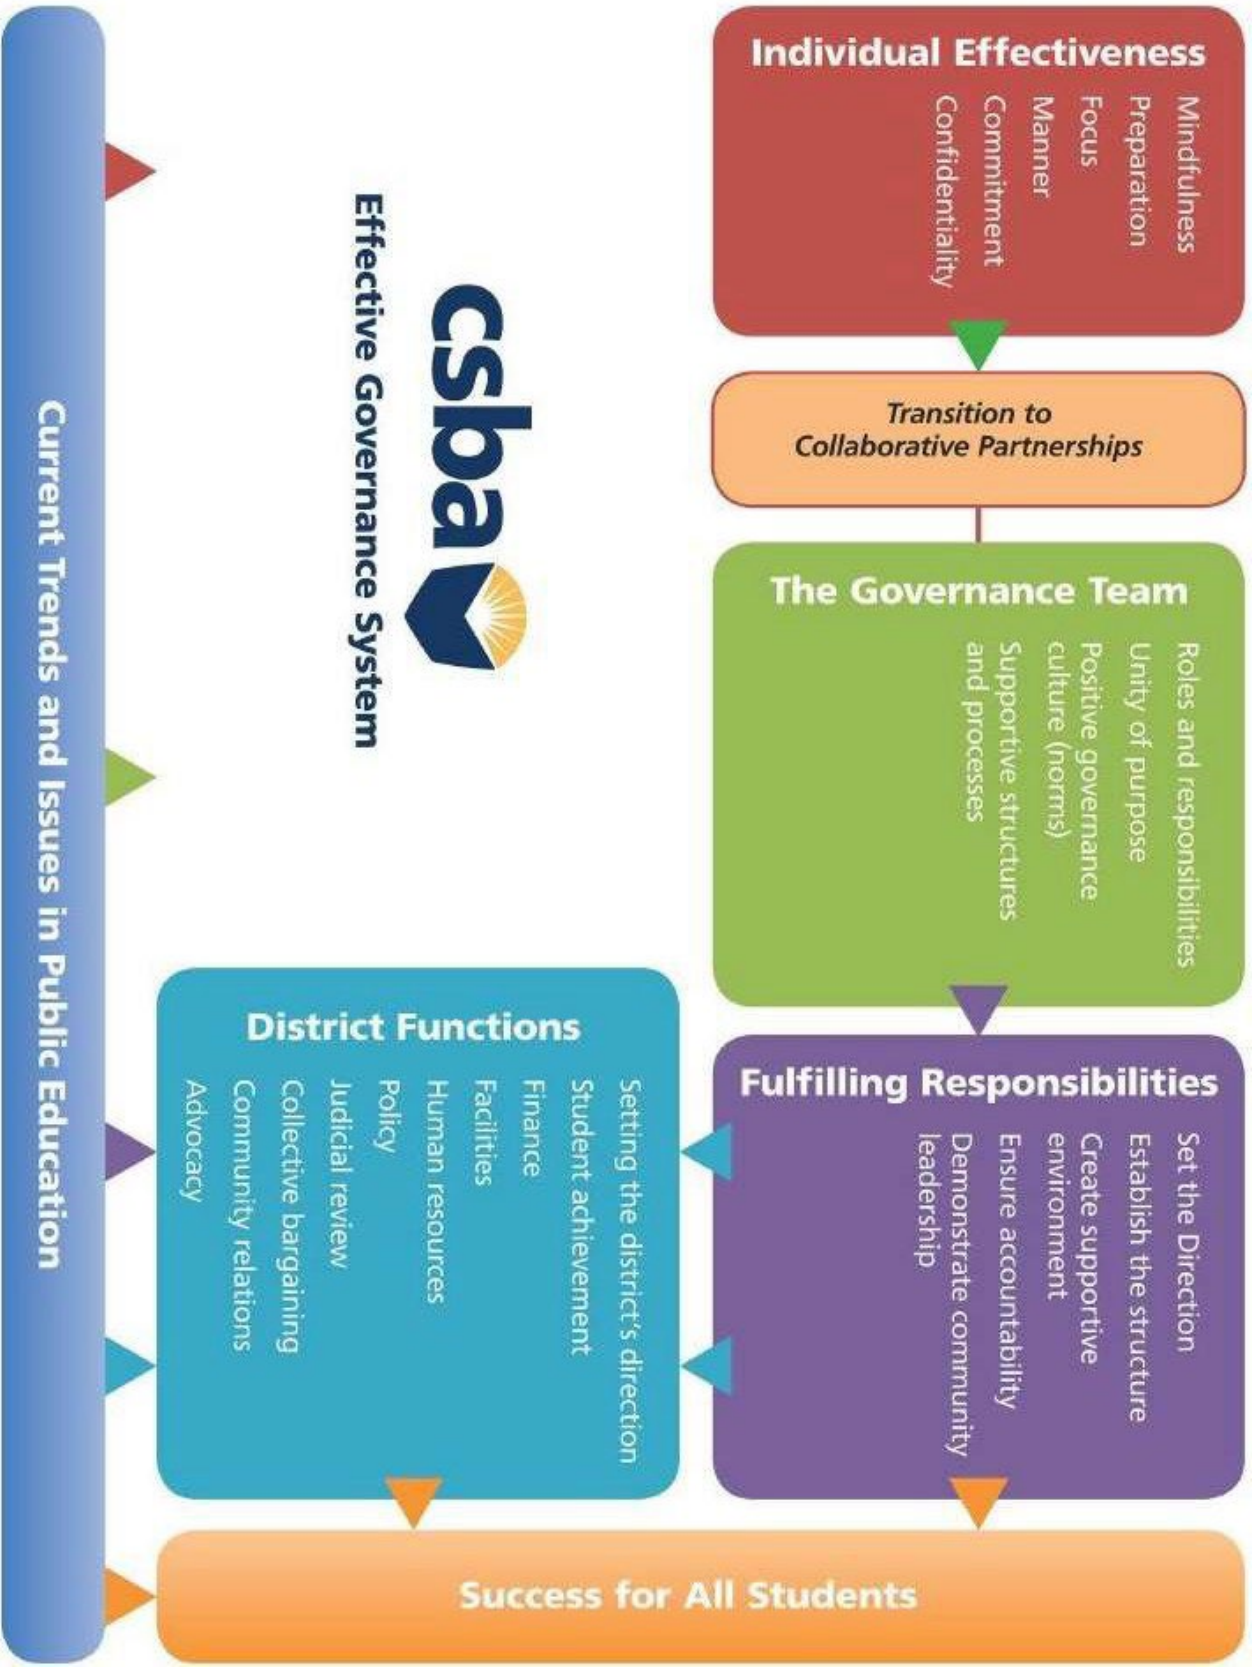 Individual Effectiveness
Mindfulness
Preparation
Focus
Manner
Commitment
Confidentiality
Transition to
Collaborative Partnerships
The Governance Team
Roles and responsibilities
Unity of purpose
Positive governance
culture (norms)
Supportive structures
and processes
Fulfilling Responsibilities
Set the Direction
Establish the structure
Create supportive
environment
Ensure accountability
Demonstrate community
leadership
csba
Effective Governance System
District Functions
Setting the district's direction
Student achievement
Finance
Facilities
Human resources
Policy
Judicial review
Collective bargaining
Community relations
Advocacy
Success for All Students
Current Trends and Issues in Public Education